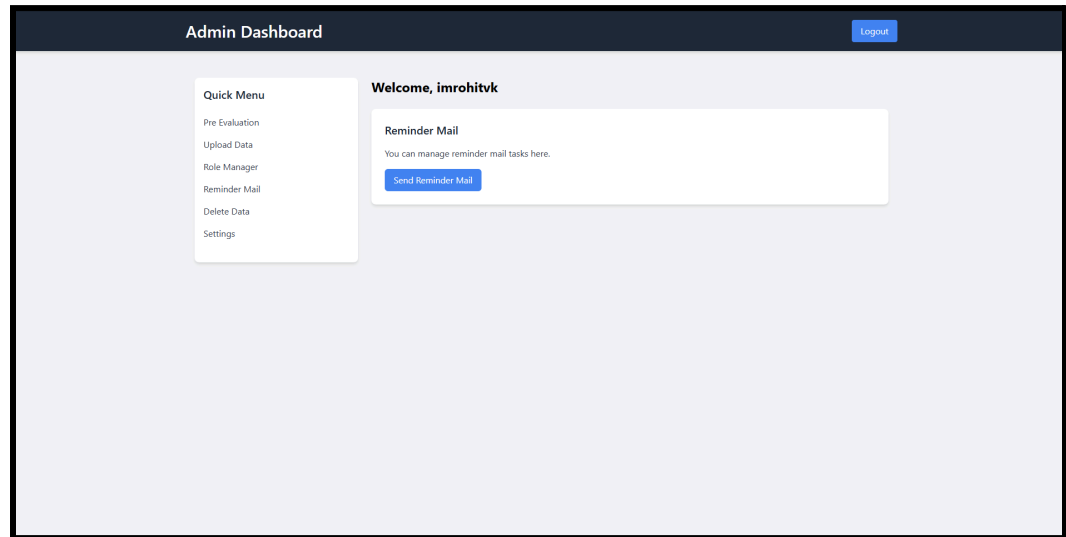 Admin Dashboard
Logout
Quick Menu
Pre Evaluation
Upload Data
Role Manager
Reminder Mail
Delete Data
Settings
Welcome, imrohitvk
Reminder Mail
You can manage reminder mail tasks here.
Send Reminder Mail